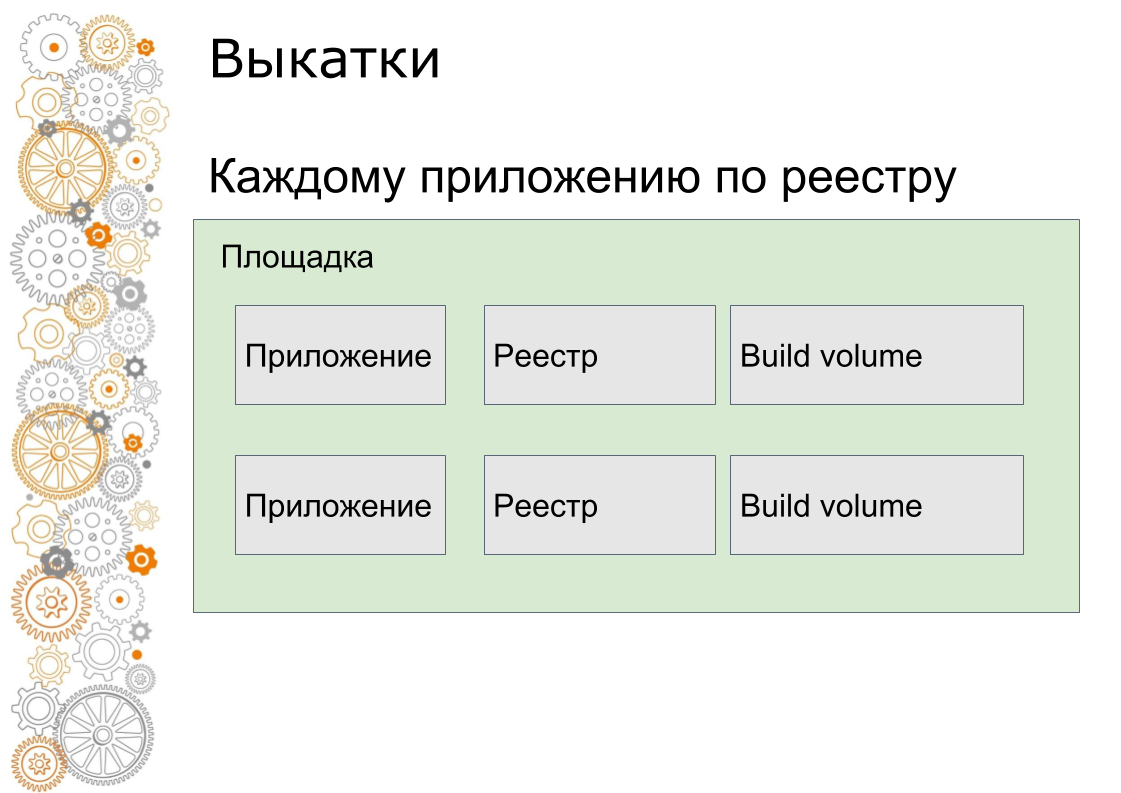 Выкатки
Каждому приложению по реестру
Площадка
Приложение Реестр Build volume
Приложение Реестр Build volume